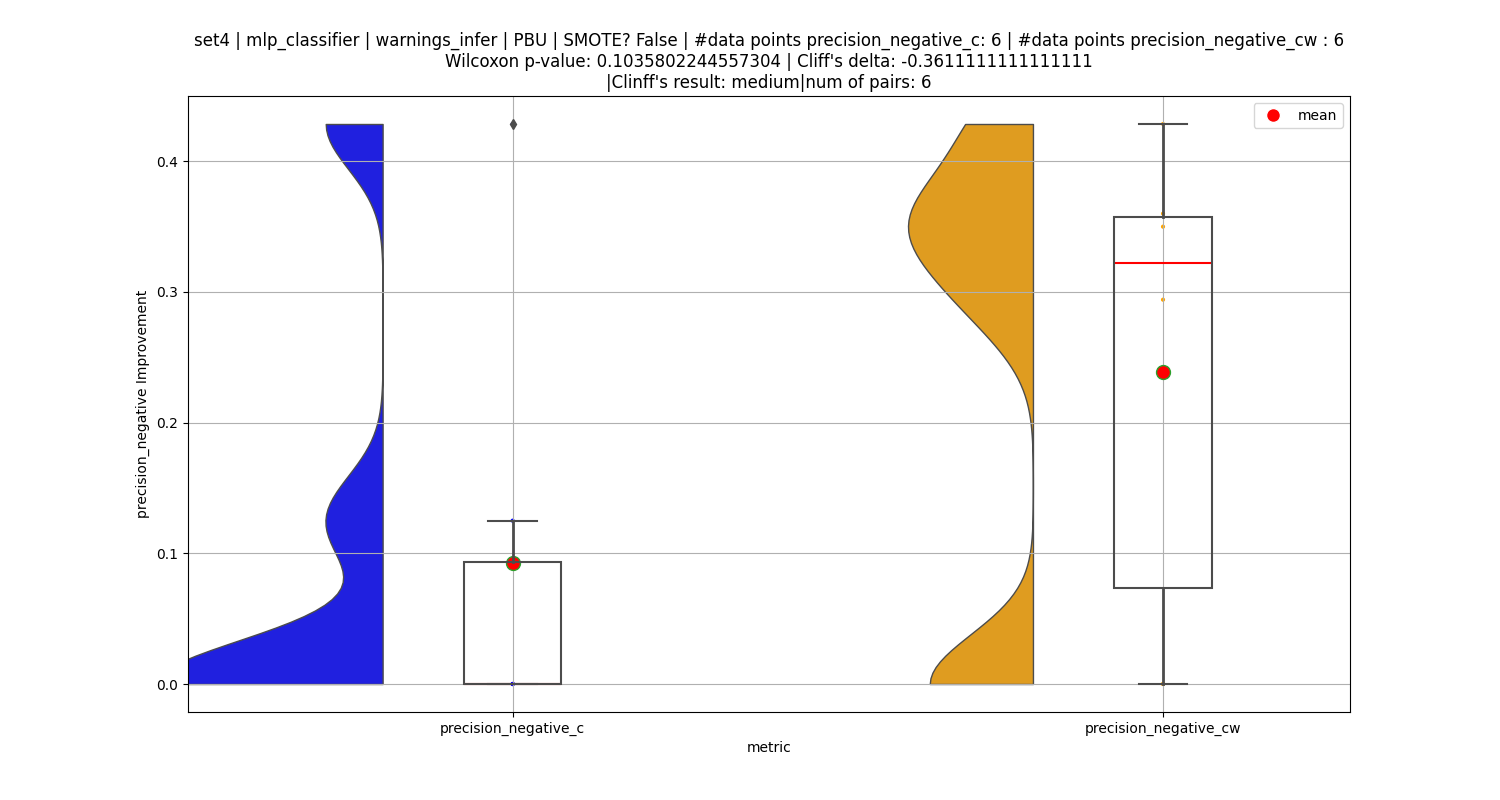 set4 | mlp_classifier | warnings_infer | PBU | SMOTE? False | #data points precision_negative_c: 6 | #data points precision_negative_cw : 6
Wilcoxon p-value: 0.1035802244557304 | Cliff's delta: -0.3611111111111111
|Clinff's result: medium|num of pairs: 6
mean
0.4
0.3
0.2
0.1
0.0
precision_negative Improvement
precision_negative_c
precision_negative_cw
metric